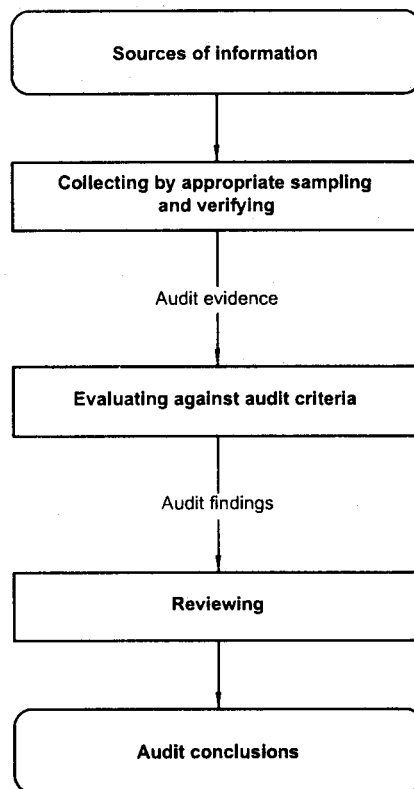 Sources of information
Collecting by appropriate sampling
and verifying
Audit evidence
Evaluating against audit criteria
Audit findings
Reviewing
Audit conclusions